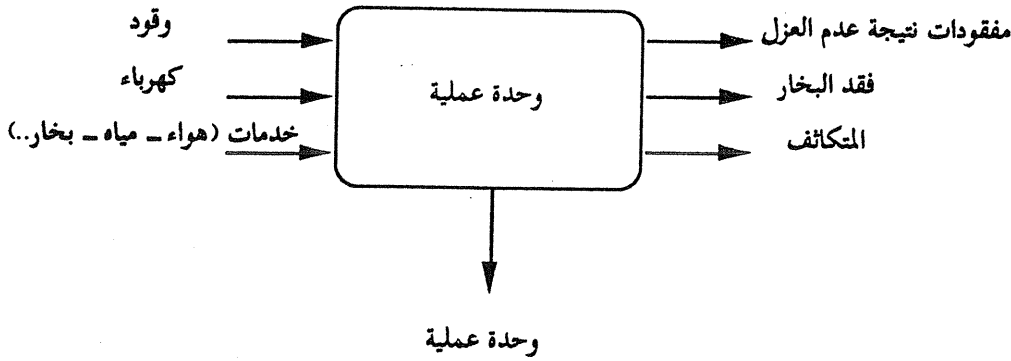 وقود
كهرباء
خدمات (هواء ـ مياه ـ بخار..)
وحدة عملية
مفقودات نتيجة عدم العزل
فقد البخار
المتكاثف
وحدة عملية